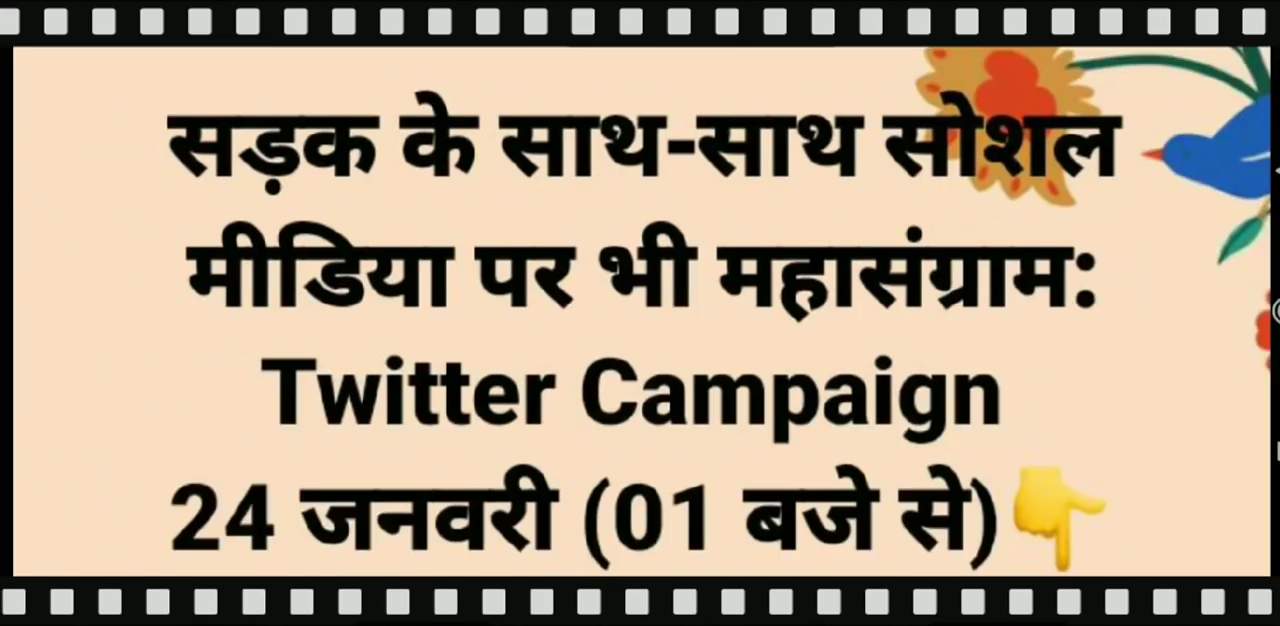 सड़क के साथ-साथ सोशल
मीडिया पर भी महासंग्राम:
Twitter Campaign
24 जनवरी (01 बजे से)👇